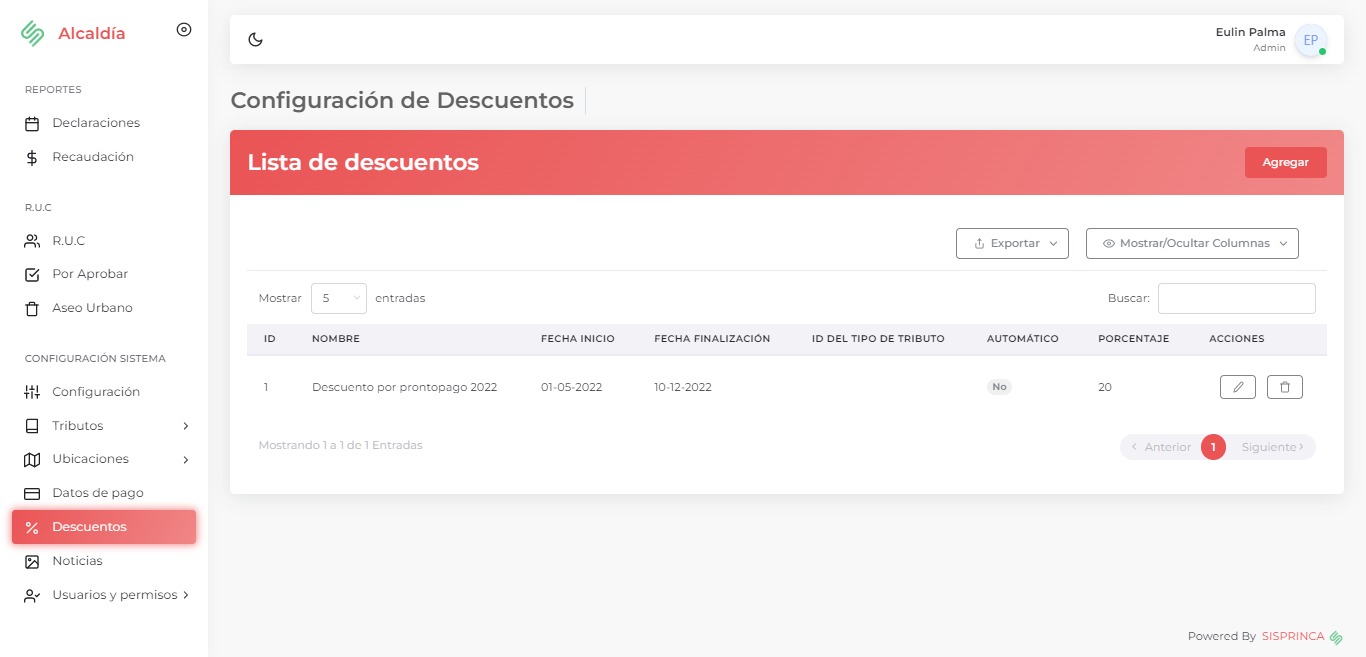 Alcaldía
REPORTES
Declaraciones
Recaudación
R.U.C
R.U.C
Por Aprobar
Aseo Urbano
CONFIGURACIÓN SISTEMA
Configuración
Tributos
Ubicaciones
Datos de pago
Descuentos
Noticias
Usuarios y permisos
Eulin Palma
Admin
EP
Configuración de Descuentos
Lista de descuentos
Agregar
Exportar
Mostrar/Ocultar Columnas
Mostrar 5 entradas
Buscar:
ID NOMBRE FECHA INICIO FECHA FINALIZACIÓN ID DEL TIPO DE TRIBUTO AUTOMÁTICO PORCENTAJE ACCIONES
1 Descuento por prontopago 2022 01-05-2022 10-12-2022 No 20
Mostrando 1 a 1 de 1 Entradas
Anterior 1 Siguiente
Powered By SISPRINCA